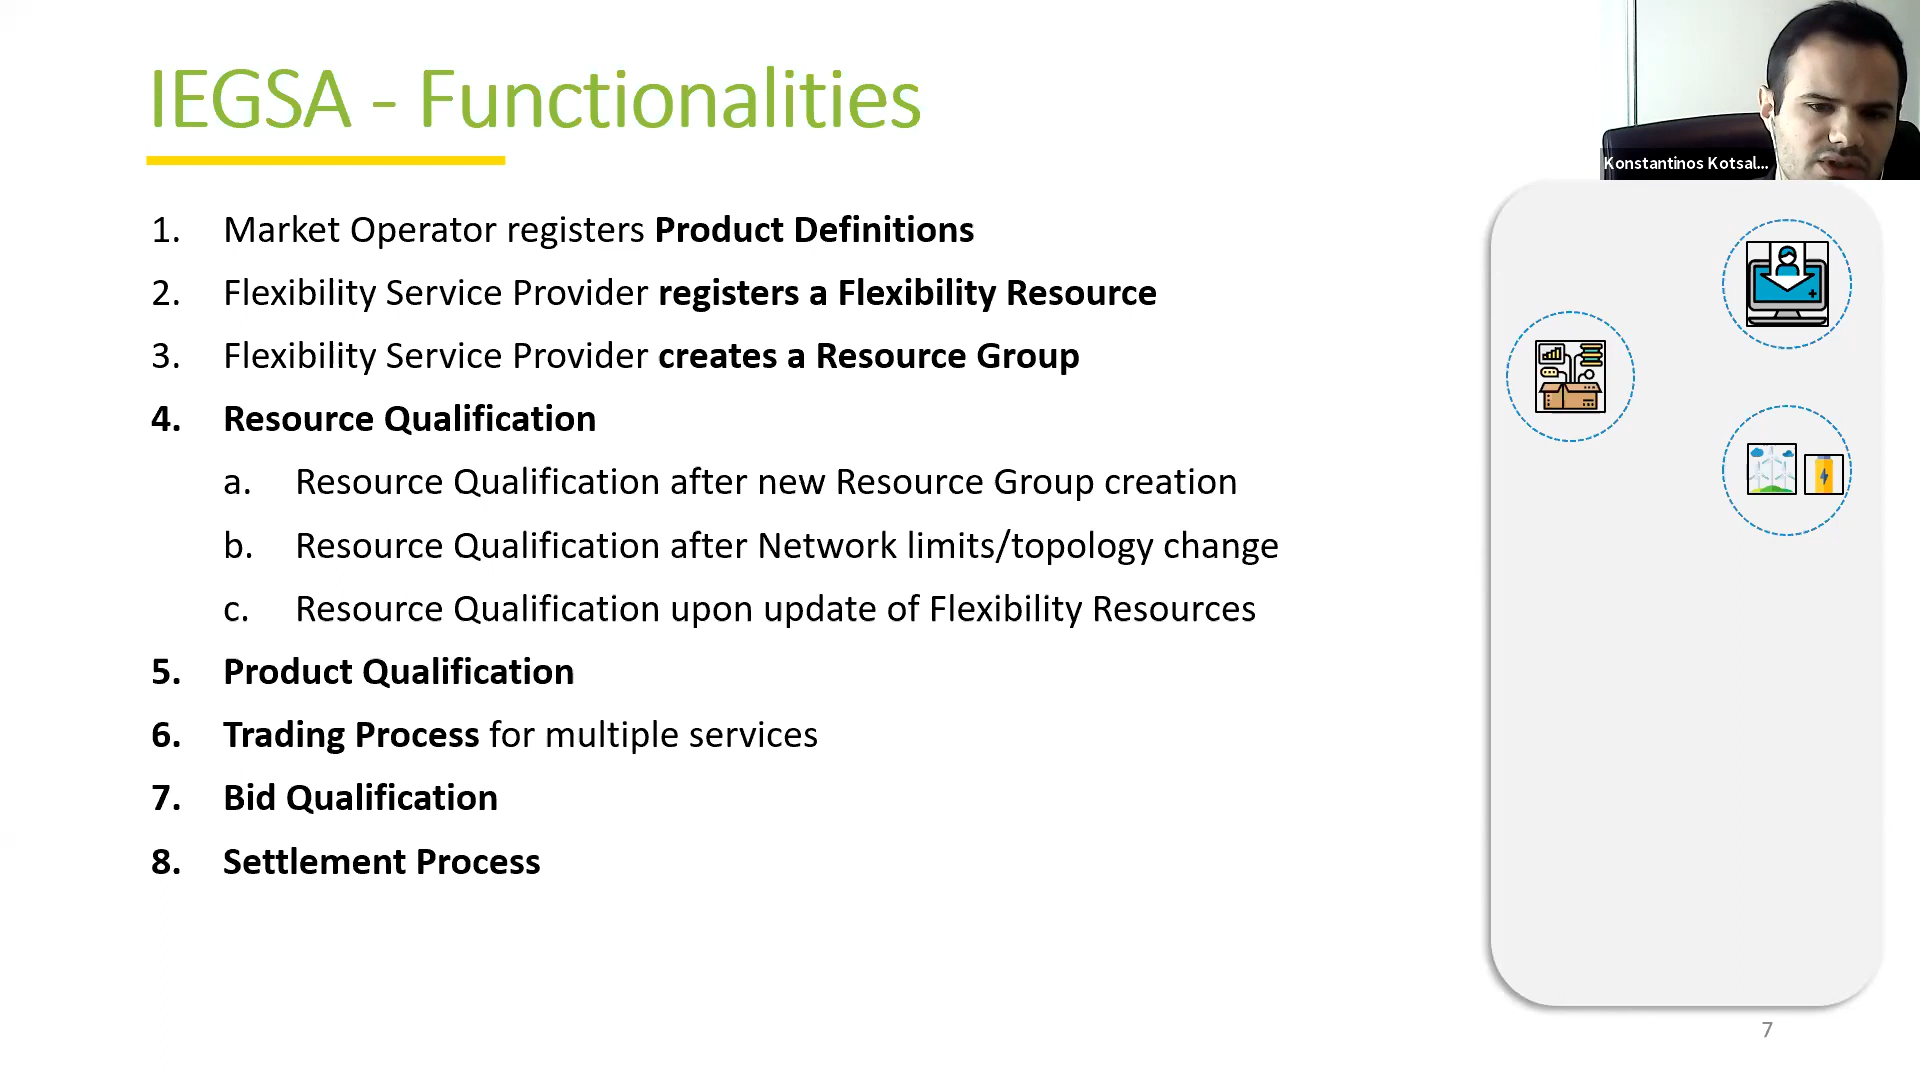 IEGSA - Functionalities
Konstantinos Kotsal...
1. Market Operator registers Product Definitions
2. Flexibility Service Provider registers a Flexibility Resource
3. Flexibility Service Provider creates a Resource Group
4. Resource Qualification
a. Resource Qualification after new Resource Group creation
b. Resource Qualification after Network limits/topology change
c. Resource Qualification upon update of Flexibility Resources
5. Product Qualification
6. Trading Process for multiple services
7. Bid Qualification
8. Settlement Process
7